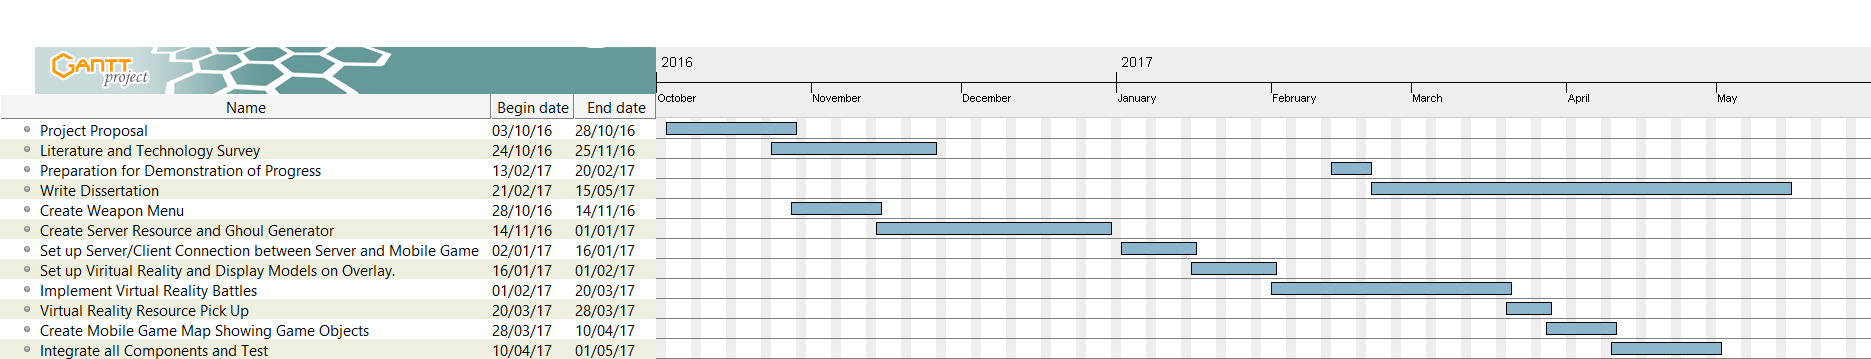 GANTT
project
2016 2017
October November December January February March April May
Name Begin date End date
Project Proposal 03/10/16 28/10/16
Literature and Technology Survey 24/10/16 25/11/16
Preparation for Demonstration of Progress 13/02/17 20/02/17
Write Dissertation 21/02/17 15/05/17
Create Weapon Menu 28/10/16 14/11/16
Create Server Resource and Ghoul Generator 14/11/16 01/01/17
Set up Server/Client Connection between Server and Mobile Game 02/01/17 16/01/17
Set upViritual Reality and Display Models on Overlay. 16/01/17 01/02/17
Implement Virtual Reality Battles 01/02/17 20/03/17
Virtual Reality Resource Pick Up 20/03/17 28/03/17
Create Mobile Game Map Showing Game Objects 28/03/17 10/04/17
Integrate all Components and Test 10/04/17 01/05/17